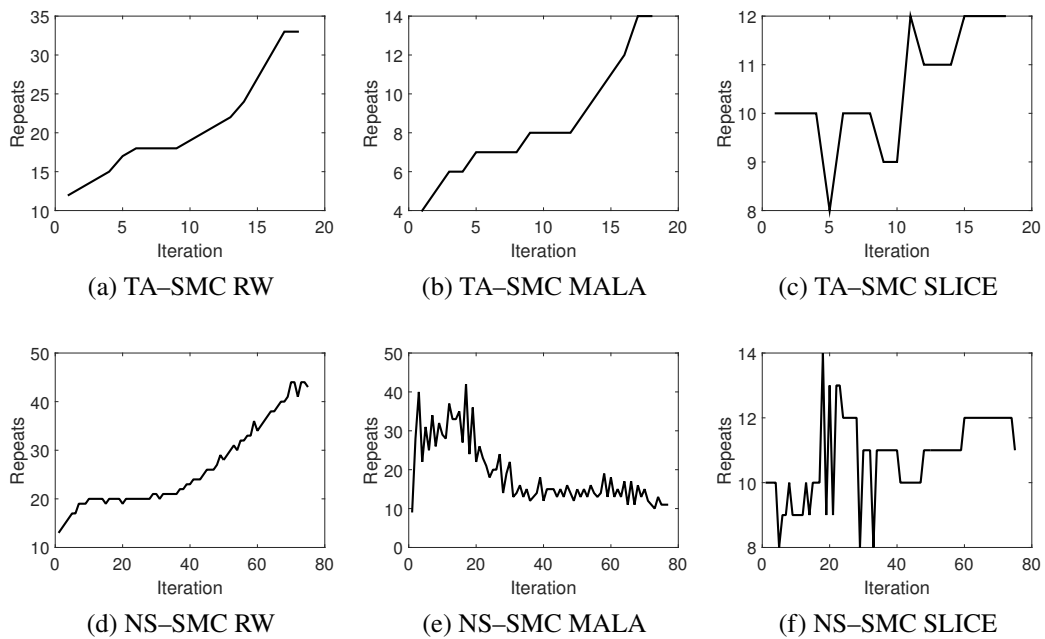 35
30
25
20
15
10
Repeats
0 5 10 15 20
Iteration
(a) TA–SMC RW
14
12
10
8
6
4
Repeats
0 5 10 15 20
Iteration
(b) TA–SMC MALA
12
11
10
9
8
Repeats
0 5 10 15 20
Iteration
(c) TA–SMC SLICE
50
40
30
20
10
Repeats
0 20 40 60 80
Iteration
(d) NS–SMC RW
50
40
30
20
10
0
Repeats
0 20 40 60 80
Iteration
(e) NS–SMC MALA
14
12
10
8
Repeats
0 20 40 60 80
Iteration
(f) NS–SMC SLICE